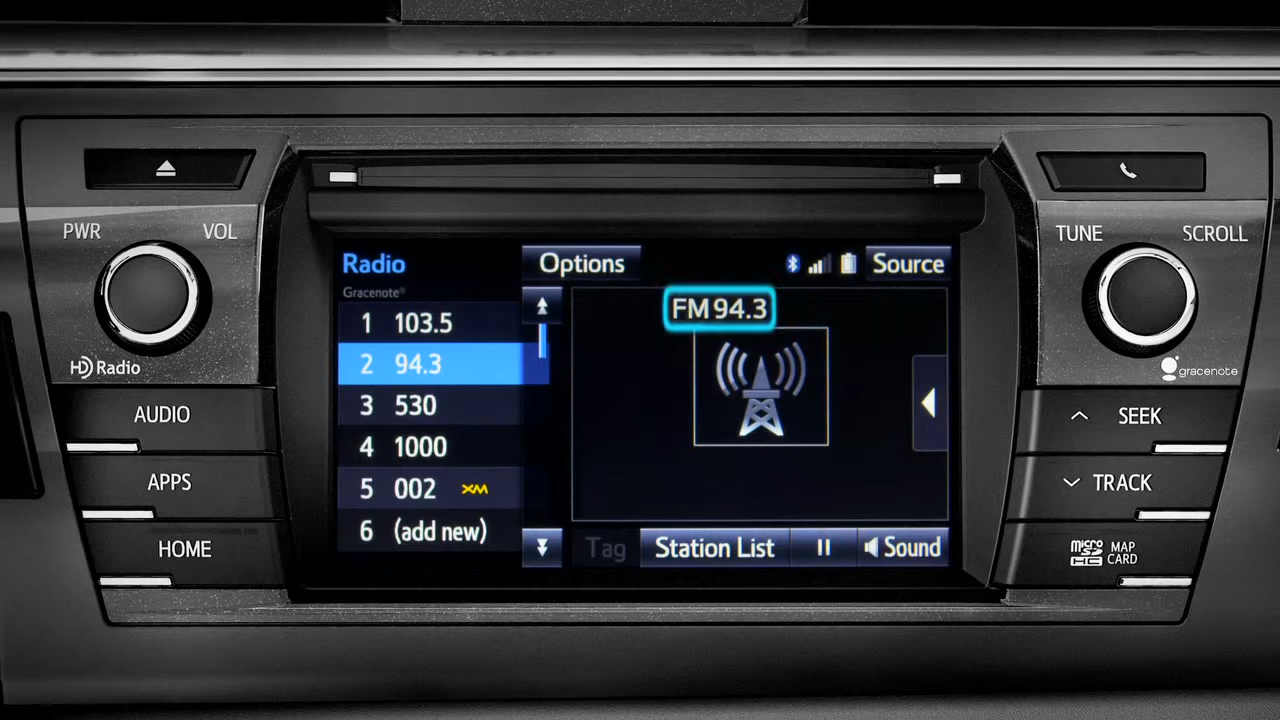 PWR
VOL
HD Radio
AUDIO
APPS
HOME
Radio
Gracenote®
1 103.5
2 94.3
3 530
4 1000
5 002 XM
6 (add new)
Options
Source
FM 94.3
Tag
Station List
Sound
TUNE
SCROLL
gracenote
SEEK
TRACK
micro SD HC
MAP
CARD